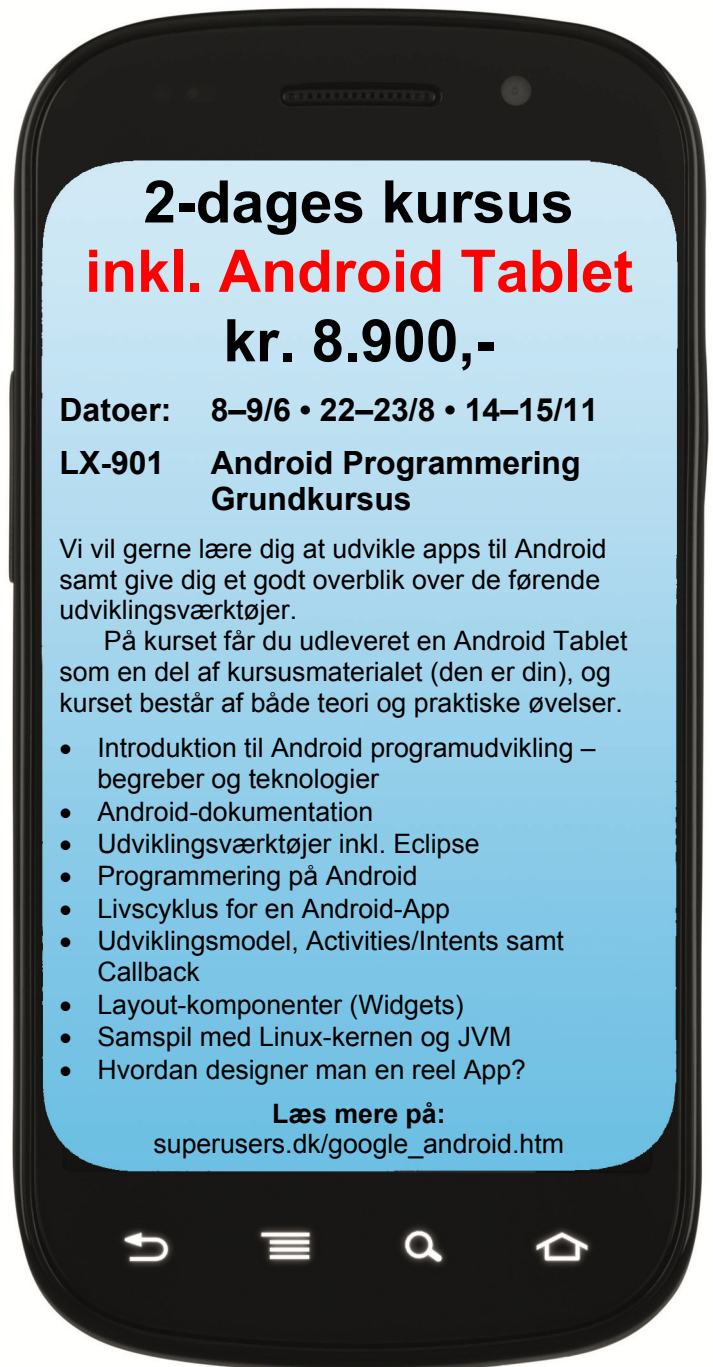 2-dages kursus
inkl. Android Tablet
kr. 8.900,-
Datoer: 8–9/6 • 22–23/8 • 14–15/11
LX-901 Android Programmering
Grundkursus
Vi vil gerne lære dig at udvikle apps til Android
samt give dig et godt overblik over de førende
udviklingsværktøjer.
På kurset får du udleveret en Android Tablet
som en del af kursusmaterialet (den er din), og
kurset består af både teori og praktiske øvelser.
• Introduktion til Android programudvikling –
begreber og teknologier
• Android-dokumentation
• Udviklingsværktøjer inkl. Eclipse
• Programmering på Android
• Livscyklus for en Android-App
• Udviklingsmodel, Activities/Intents samt
Callback
• Layout-komponenter (Widgets)
• Samspil med Linux-kernen og JVM
• Hvordan designer man en reel App?
Læs mere på:
superusers.dk/google_android.htm